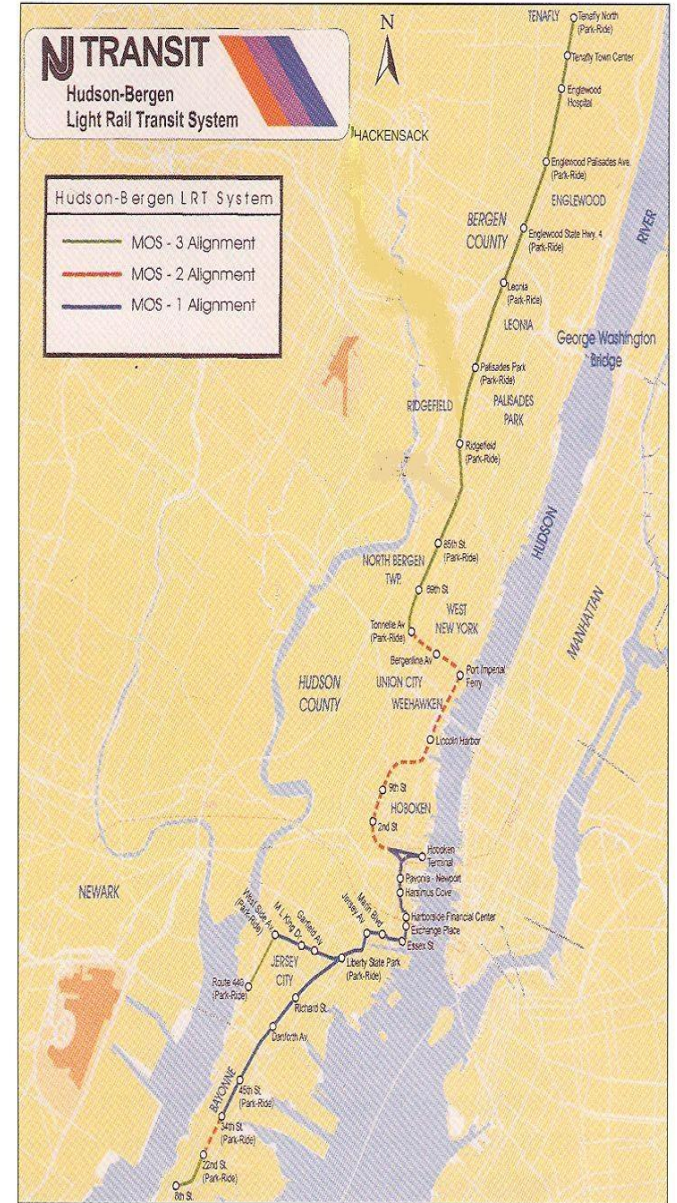 NJ TRANSIT
Hudson-Bergen
Light Rail Transit System
N
HACKENSACK
Hudson-Bergen LRT System
MOS - 3 Alignment
MOS - 2 Alignment
MOS - 1 Alignment
TENAFLY
Tenafly North
(Park-Ride)
Tenafly Town Center
Englewood
Hospital
Englewood Palisades Ave.
(Park-Ride)
ENGLEWOOD
BERGEN
COUNTY
Englewood State Hwy. 4
(Park-Ride)
RIVER
Leonia
(Park-Ride)
LEONIA
George Washington
Bridge
Palisades Park
(Park-Ride)
RIDGEFIELD
PALISADES
PARK
Ridgefield
(Park-Ride)
HUDSON
85th St.
(Park-Ride)
NORTH BERGEN
TWP.
69th St
MANHATTAN
WEST
NEW YORK
Tonnelle Av
(Park-Ride)
Bergenline Av
Port Imperial
Ferry
HUDSON
COUNTY
UNION CITY
WEEHAWKEN
Lincoln Harbor
9th St
HOBOKEN
2nd St
Hoboken
Terminal
Pavonia - Newport
Harsimus Cove
NEWARK
West Side Av
(Park-Ride)
M L King Dr
Garfield Av
Jersey Av
Marin Blvd
Harborside Financial Center
Exchange Place
Essex St
Liberty State Park
(Park-Ride)
JERSEY
CITY
Route 440
(Park-Ride)
Richard St.
Danforth Av
BAYONNE
45th St
(Park-Ride)
34th St.
(Park-Ride)
22nd St.
(Park-Ride)
8th St.